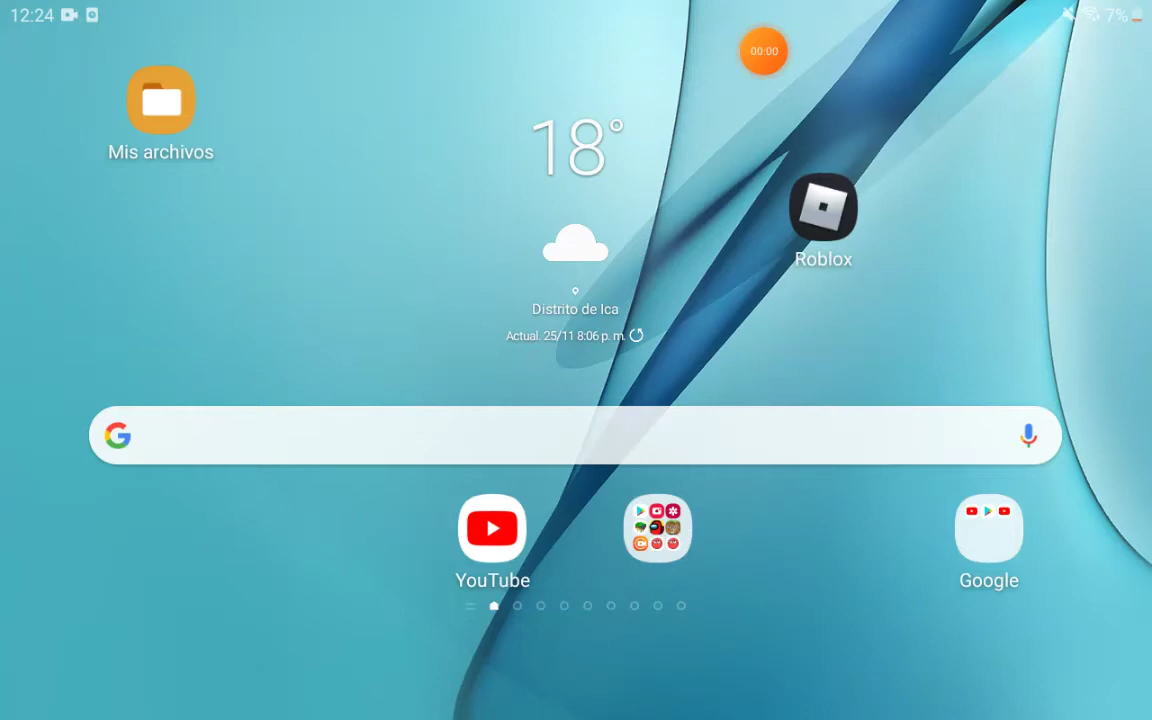 12:24
7%
00:00
Mis archivos
18°
Roblox
Distrito de Ica
Actual. 25/11 8:06 p. m.
YouTube
Google